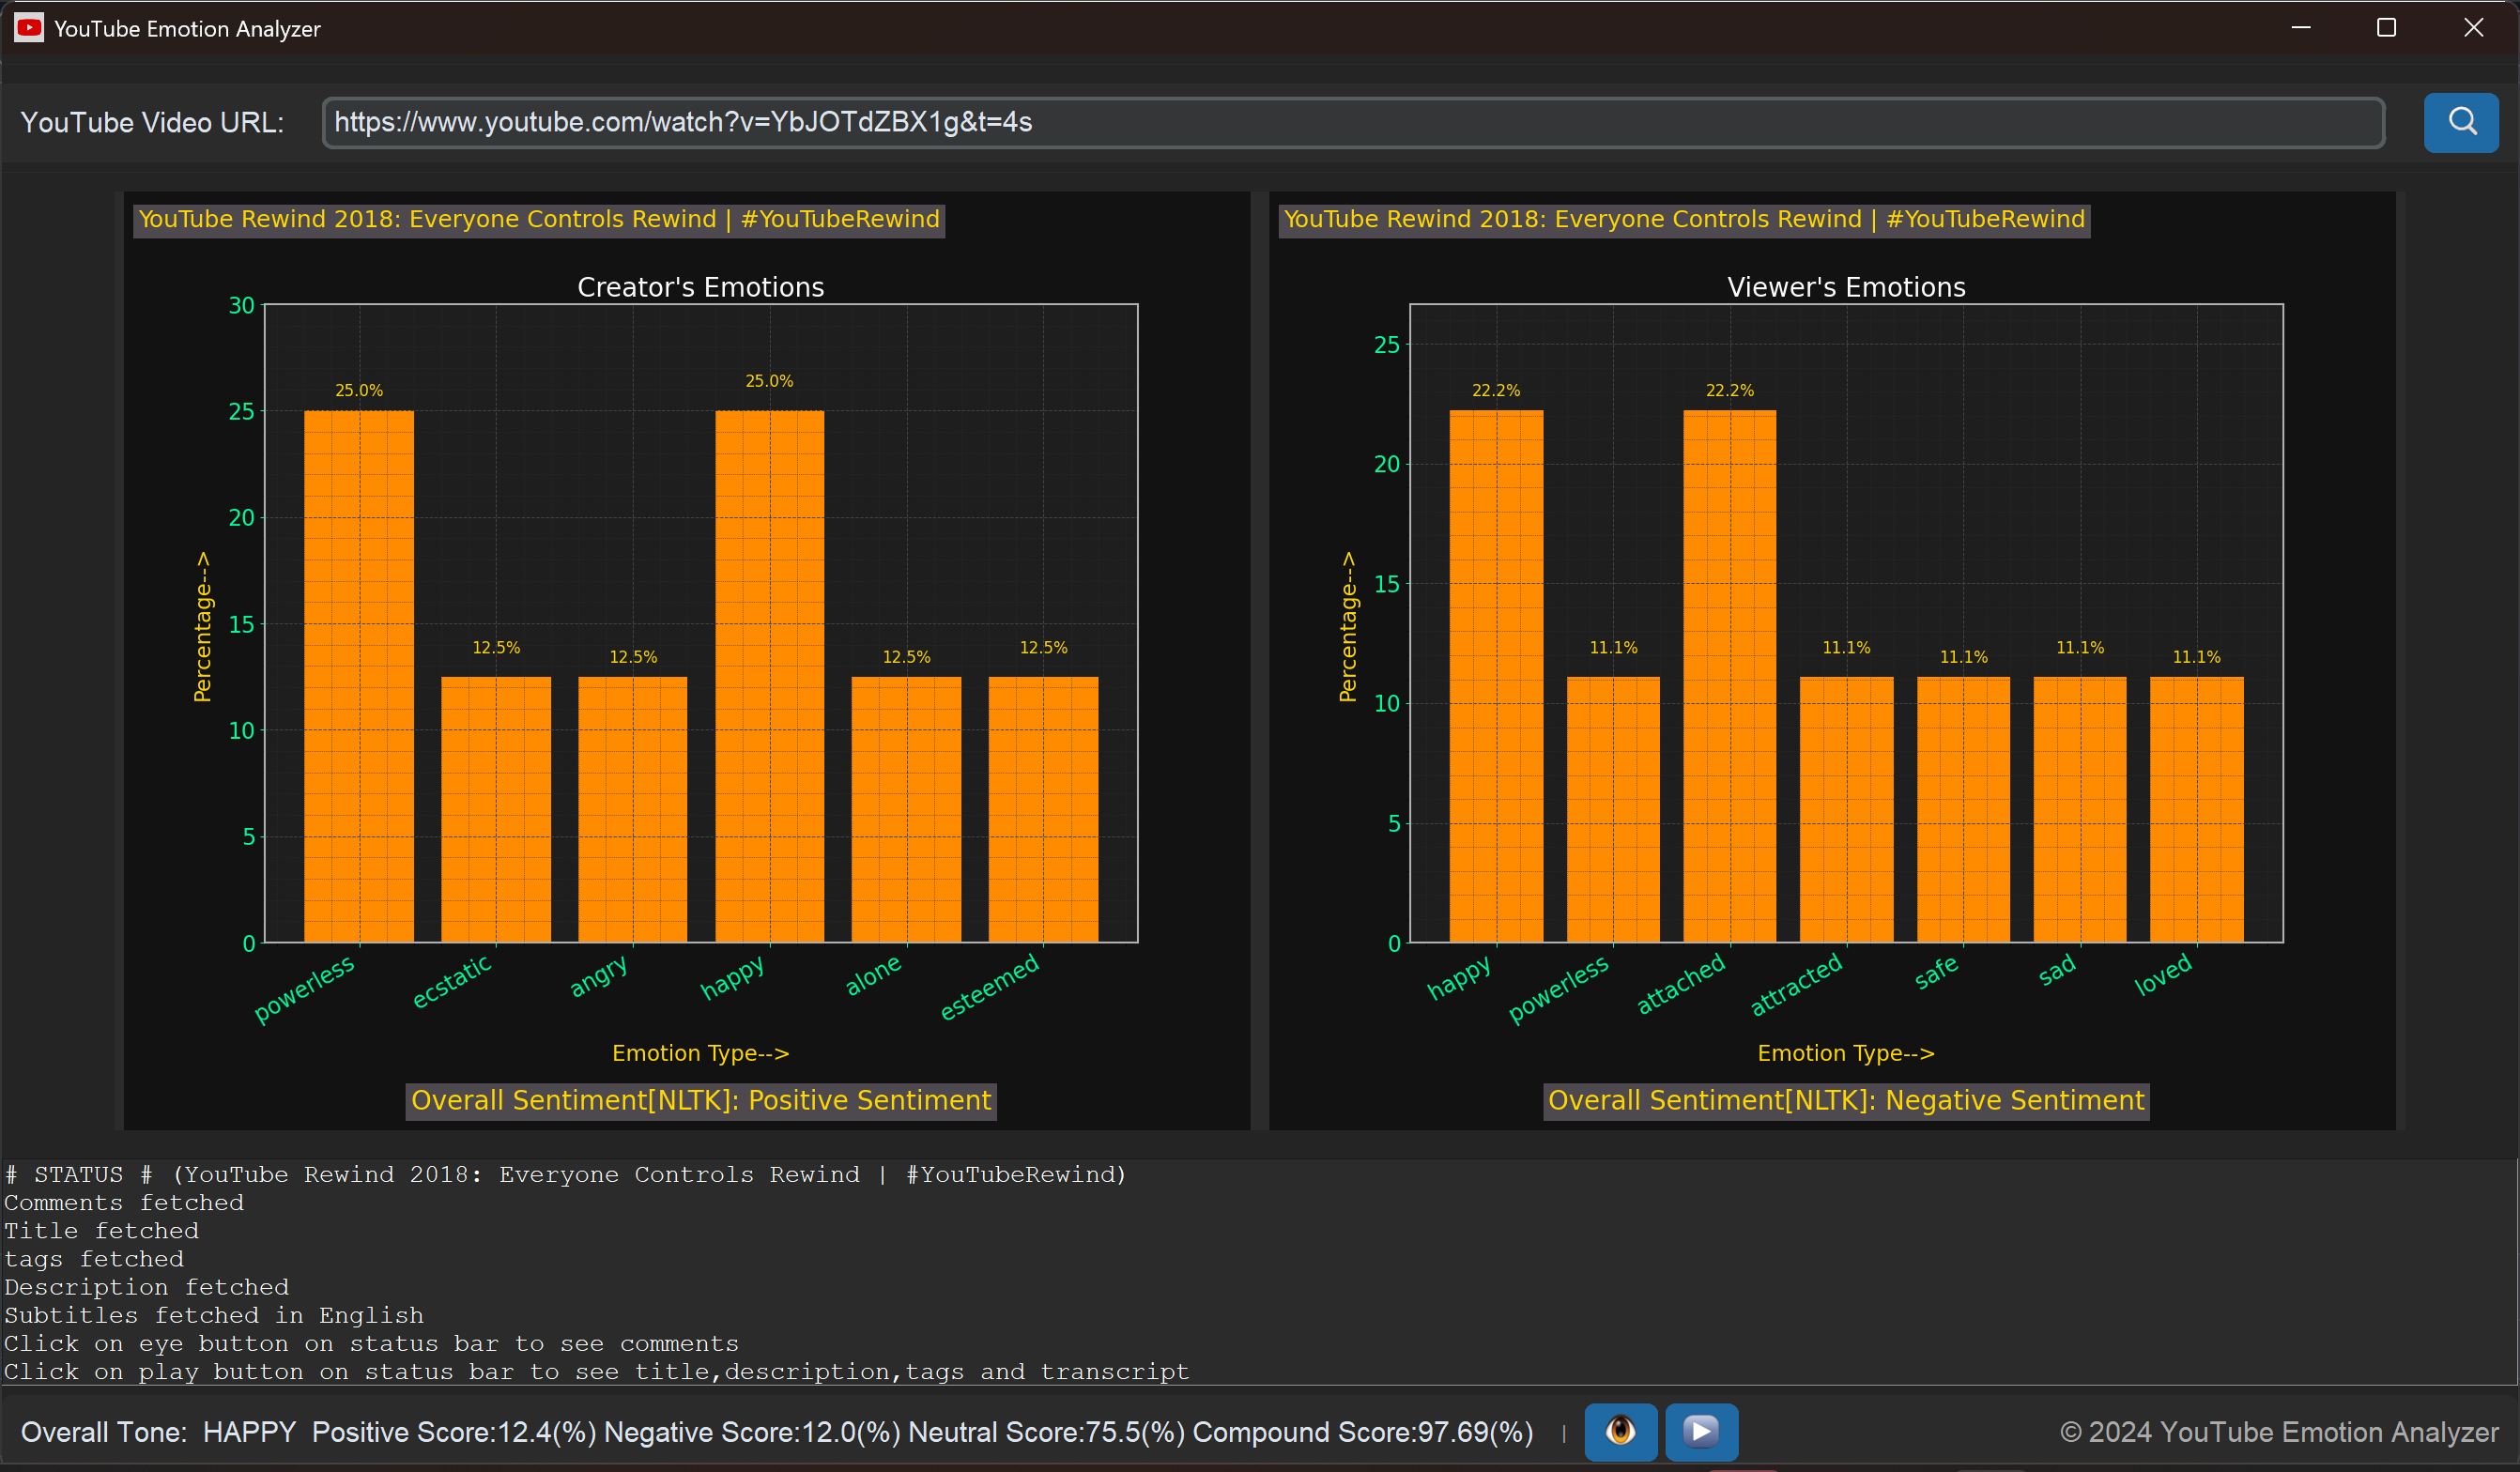 YouTube Emotion Analyzer
YouTube Video URL:
https://www.youtube.com/watch?v=YbJOTdZBX1g&t=4s
YouTube Rewind 2018: Everyone Controls Rewind | #YouTubeRewind
Creator's Emotions
30
25
20
15
10
5
0
Percentage-->
25.0%
12.5%
12.5%
25.0%
12.5%
12.5%
powerless
ecstatic
angry
happy
alone
esteemed
Emotion Type-->
Overall Sentiment[NLTK]: Positive Sentiment
YouTube Rewind 2018: Everyone Controls Rewind | #YouTubeRewind
Viewer's Emotions
25
20
15
10
5
0
Percentage-->
22.2%
11.1%
22.2%
11.1%
11.1%
11.1%
11.1%
happy
powerless
attached
attracted
safe
sad
loved
Emotion Type-->
Overall Sentiment[NLTK]: Negative Sentiment
# STATUS # (YouTube Rewind 2018: Everyone Controls Rewind | #YouTubeRewind)
Comments fetched
Title fetched
tags fetched
Description fetched
Subtitles fetched in English
Click on eye button on status bar to see comments
Click on play button on status bar to see title,description,tags and transcript
Overall Tone: HAPPY Positive Score:12.4(%) Negative Score:12.0(%) Neutral Score:75.5(%) Compound Score:97.69(%) |
© 2024 YouTube Emotion Analyzer